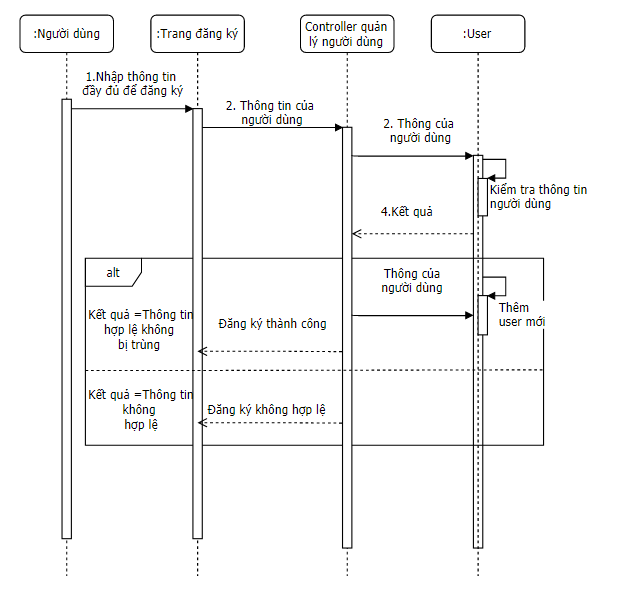 :Người dùng
:Trang đăng ký
Controller quản
lý người dùng
:User
1.Nhập thông tin
đầy đủ để đăng ký
2. Thông tin của
người dùng
2. Thông của
người dùng
Kiểm tra thông tin
người dùng
4.Kết quả
alt
Thông của
người dùng
Thêm
user mới
Kết quả =Thông tin
hợp lệ không
bị trùng
Đăng ký thành công
Kết quả =Thông tin
không
hợp lệ
Đăng ký không hợp lệ